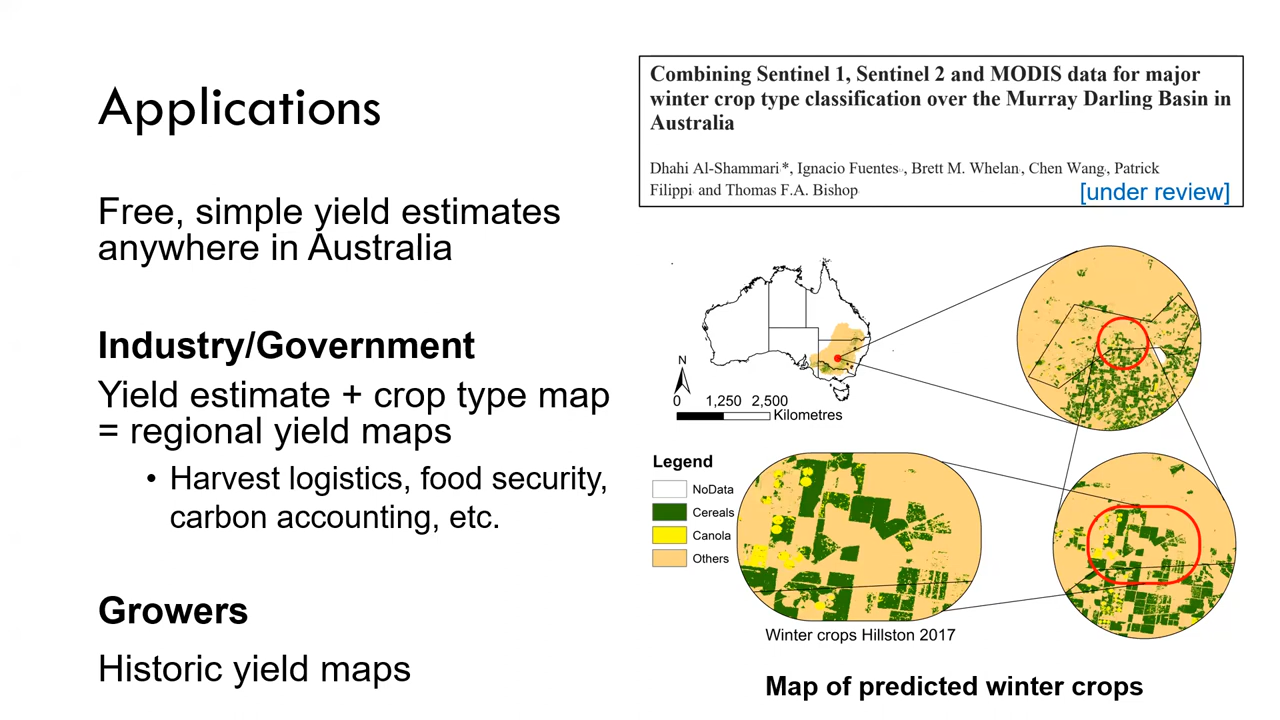 Applications
Free, simple yield estimates
anywhere in Australia
Industry/Government
Yield estimate + crop type map
= regional yield maps
• Harvest logistics, food security,
carbon accounting, etc.
Growers
Historic yield maps
Combining Sentinel 1, Sentinel 2 and MODIS data for major
winter crop type classification over the Murray Darling Basin in
Australia
Dhahi Al-Shammari*, Ignacio Fuentes, Brett M. Whelan, Chen Wang, Patrick
Filippi and Thomas F.A. Bishop
[under review]
N
0 1,250 2,500
Kilometres
Legend
NoData
Cereals
Canola
Others
Winter crops Hillston 2017
Map of predicted winter crops